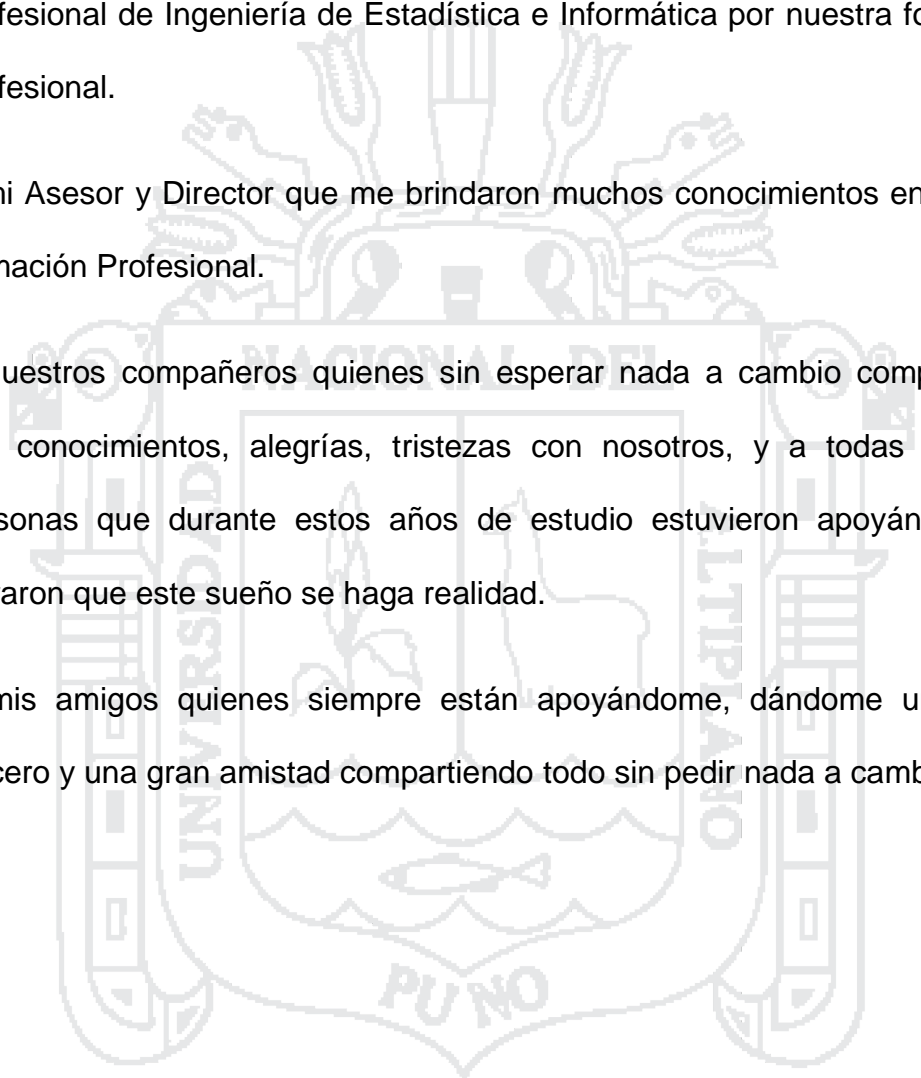 fesional de Ingeniería de Estadística e Informática por nuestra fo
fesional.
ni Asesor y Director que me brindaron muchos conocimientos en
mación Profesional.
uestros compañeros quienes sin esperar nada a cambio comp
conocimientos, alegrías, tristezas con nosotros, y a todas
sonas que durante estos años de estudio estuvieron apoyán
raron que este sueño se haga realidad.
mis amigos quienes siempre están apoyándome, dándome u
cero y una gran amistad compartiendo todo sin pedir nada a camb
NACIONAL DEL
UNIVERSIDAD
ALTIPLANO
PUNO